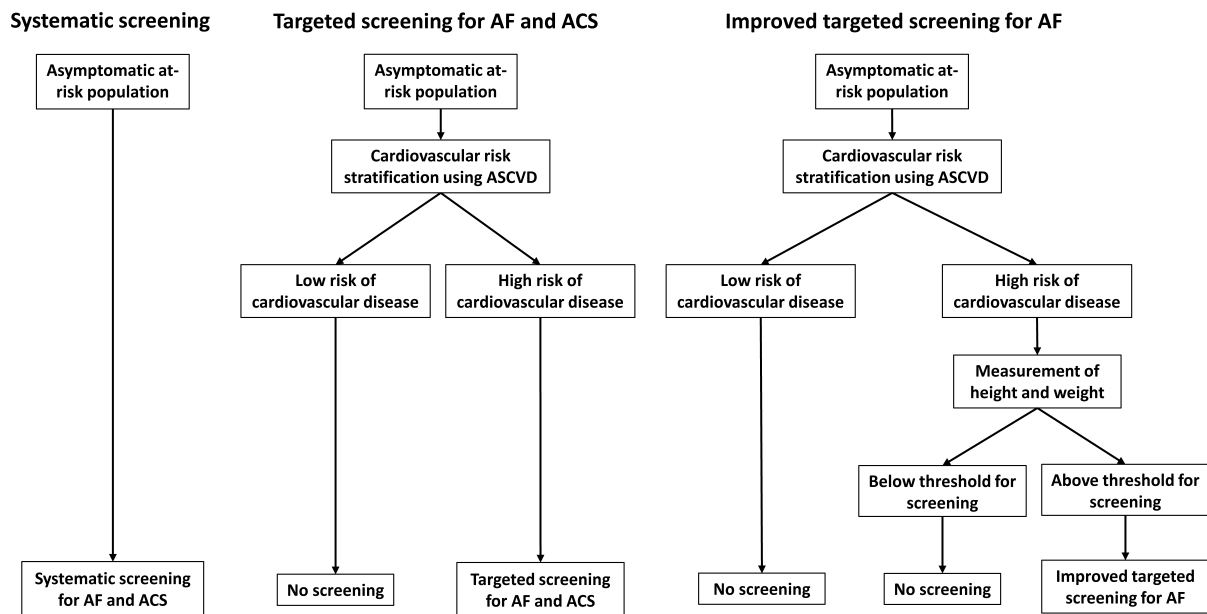 Systematic screening
Asymptomatic at-
risk population
Systematic screening
for AF and ACS
Targeted screening for AF and ACS
Asymptomatic at-
risk population
Cardiovascular risk
stratification using ASCVD
Low risk of
cardiovascular disease
High risk of
cardiovascular disease
No screening
Targeted screening
for AF and ACS
Improved targeted screening for AF
Asymptomatic at-
risk population
Cardiovascular risk
stratification using ASCVD
Low risk of
cardiovascular disease
High risk of
cardiovascular disease
Measurement of
height and weight
Below threshold for
screening
Above threshold for
screening
No screening
No screening
Improved targeted
screening for AF